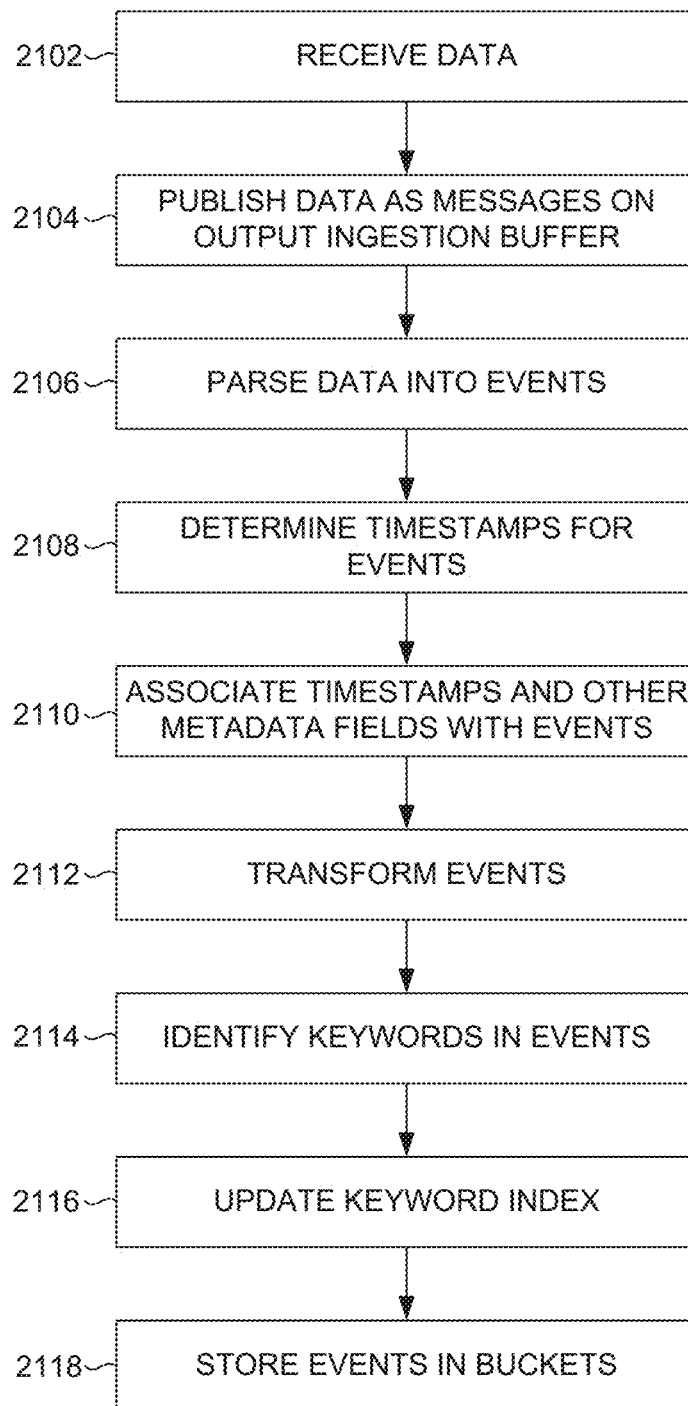 2102
RECEIVE DATA
2104
PUBLISH DATA AS MESSAGES ON
OUTPUT INGESTION BUFFER
2106
PARSE DATA INTO EVENTS
2108
DETERMINE TIMESTAMPS FOR
EVENTS
2110
ASSOCIATE TIMESTAMPS AND OTHER
METADATA FIELDS WITH EVENTS
2112
TRANSFORM EVENTS
2114
IDENTIFY KEYWORDS IN EVENTS
2116
UPDATE KEYWORD INDEX
2118
STORE EVENTS IN BUCKETS